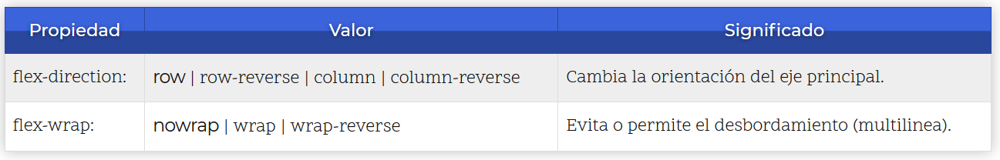 Propiedad Valor Significado
flex-direction: row | row-reverse | column | column-reverse Cambia la orientación del eje principal.
flex-wrap: nowrap | wrap | wrap-reverse Evita o permite el desbordamiento (multilinea).